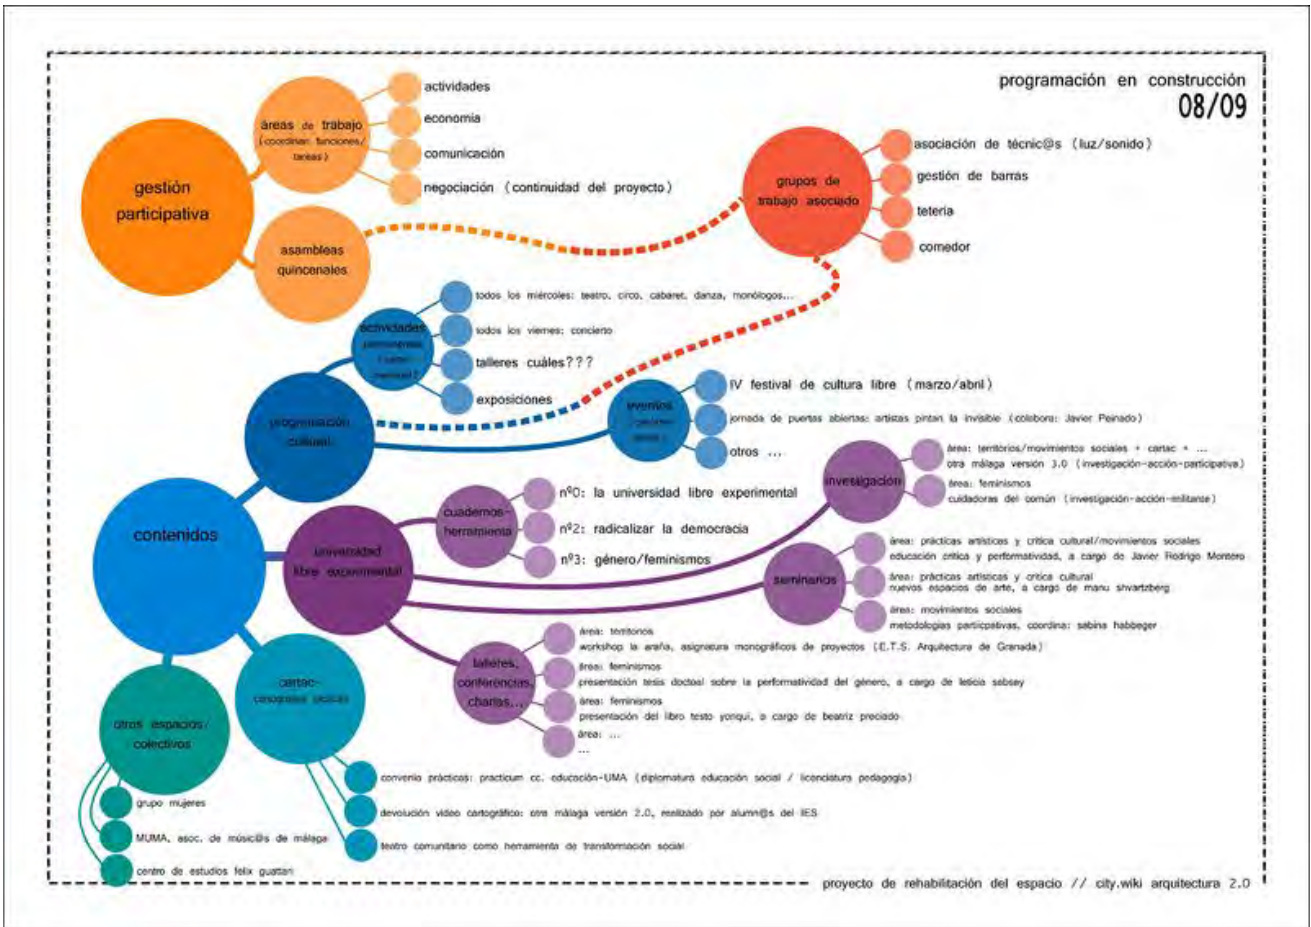 programación en construcción
08/09
gestión
participativa
áreas de trabajo
(coordinan funciones/
tareas)
actividades
economía
comunicación
negociación (continuidad del proyecto)
asambleas
quincenales
grupos de
trabajo asociado
asociación de técnic@s (luz/sonido)
gestión de barras
tetería
comedor
contenidos
programación
cultural
actividades
todos los miércoles: teatro, circo, cabaret, danza, monólogos...
todos los viernes: concierto
talleres cuáles???
exposiciones
eventos
IV festival de cultura libre (marzo/abril)
jornada de puertas abiertas: artistas pintan la invisible (colabora: Javier Peinado)
otros ...
universidad
libre experimental
cuadernos-
herramienta
nº0: la universidad libre experimental
nº2: radicalizar la democracia
nº3: género/feminismos
investigación
área: territorios/movimientos sociales + cartac + ...
otra málaga versión 3.0 (investigación-acción-participativa)
área: feminismos
cuidadoras del común (investigación-acción-militante)
seminarios
área: prácticas artísticas y crítica cultural/movimientos sociales
educación crítica y performatividad, a cargo de Javier Rodrigo Montero
área: prácticas artísticas y crítica cultural
nuevos espacios de arte, a cargo de manu shvartzberg
área: movimientos sociales
metodologías particpativas, coordina: sabina habbeger
talleres,
conferencias,
charlas...
área: territorios
workshop la araña, asignatura monográficos de proyectos (E.T.S. Arquitectura de Granada)
área: feminismos
presentación tesis doctoal sobre la performatividad del género, a cargo de leticia sabsay
área: feminismos
presentación del libro testo yonqui, a cargo de beatriz preciado
área: ...
...
cartac-
cartografías tácticas
convenio prácticas: practicum cc. educación-UMA (diplomatura educación social / licenciatura pedagogía)
devolución video cartográfico: otra málaga versión 2.0, realizado por alumn@s del IES
teatro comunitario como herramienta de transformación social
otros espacios/
colectivos
grupo mujeres
MUMA, asoc. de músic@s de málaga
centro de estudios felix guattari
proyecto de rehabilitación del espacio // city.wiki arquitectura 2.0